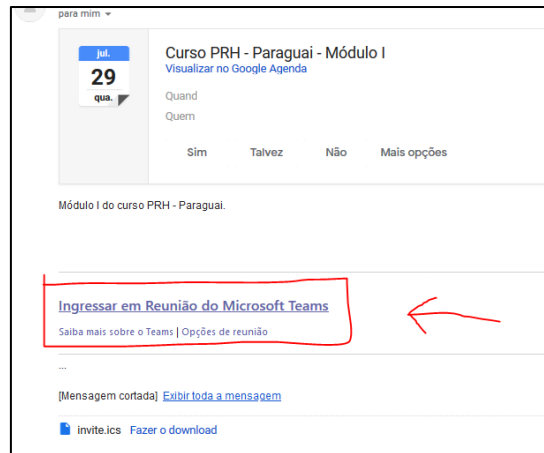 para mim
jul.
29
qua.
Curso PRH - Paraguai - Módulo I
Visualizar no Google Agenda
Quand
Quem
Sim Talvez Não Mais opções
Módulo I do curso PRH - Paraguai.
Ingressar em Reunião do Microsoft Teams
Saiba mais sobre o Teams | Opções de reunião
...
[Mensagem cortada] Exibir toda a mensagem
invite.ics Fazer o download